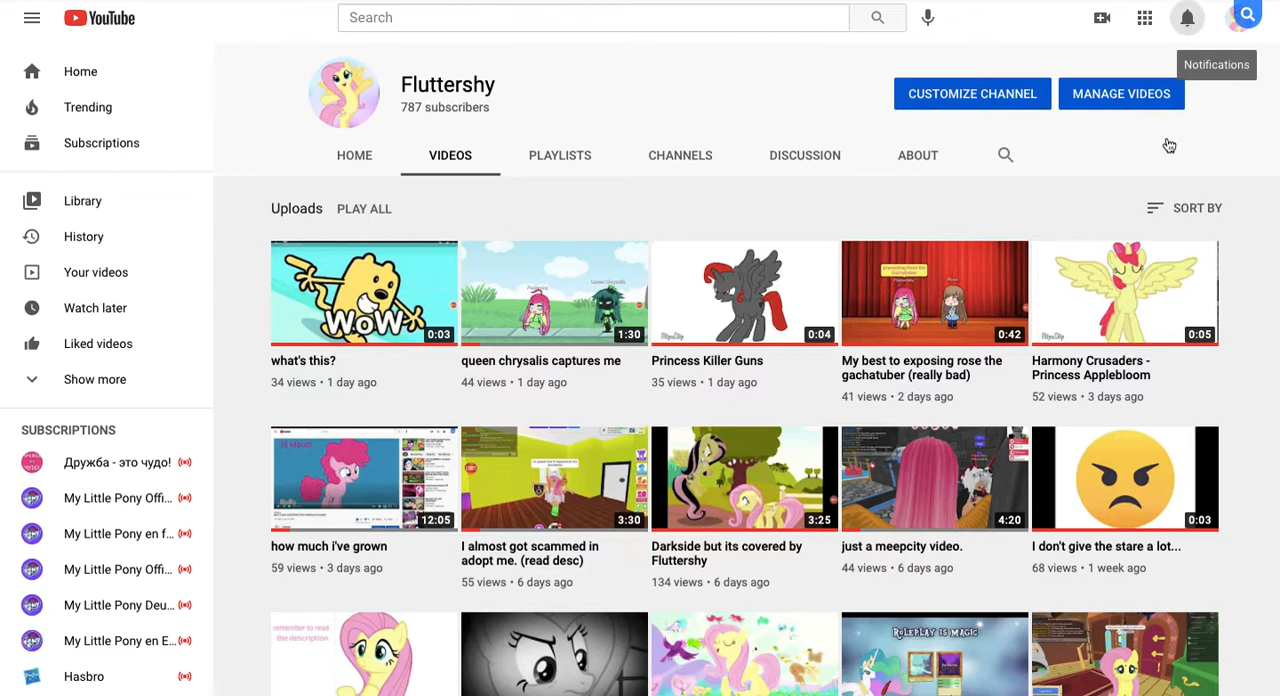 YouTube
Search
Notifications
Home
Trending
Subscriptions
Library
History
Your videos
Watch later
Liked videos
Show more
SUBSCRIPTIONS
Дружба - это чудо!
My Little Pony Offi...
My Little Pony en f...
My Little Pony Offi...
My Little Pony Deu...
My Little Pony en E...
Hasbro
Fluttershy
787 subscribers
CUSTOMIZE CHANNEL
MANAGE VIDEOS
HOME
VIDEOS
PLAYLISTS
CHANNELS
DISCUSSION
ABOUT
Uploads
PLAY ALL
SORT BY
WOW
0:03
what's this?
34 views • 1 day ago
1:30
queen chrysalis captures me
44 views • 1 day ago
0:04
Princess Killer Guns
35 views • 1 day ago
0:42
My best to exposing rose the
gachatuber (really bad)
41 views • 2 days ago
0:05
Harmony Crusaders -
Princess Applebloom
52 views • 3 days ago
12:05
how much i've grown
59 views • 3 days ago
3:30
I almost got scammed in
adopt me. (read desc)
55 views • 6 days ago
3:25
Darkside but its covered by
Fluttershy
134 views • 6 days ago
4:20
just a meepcity video.
44 views • 6 days ago
0:03
I don't give the stare a lot...
68 views • 1 week ago
remember to read
the description
ROLEPLAY IS MAGIC